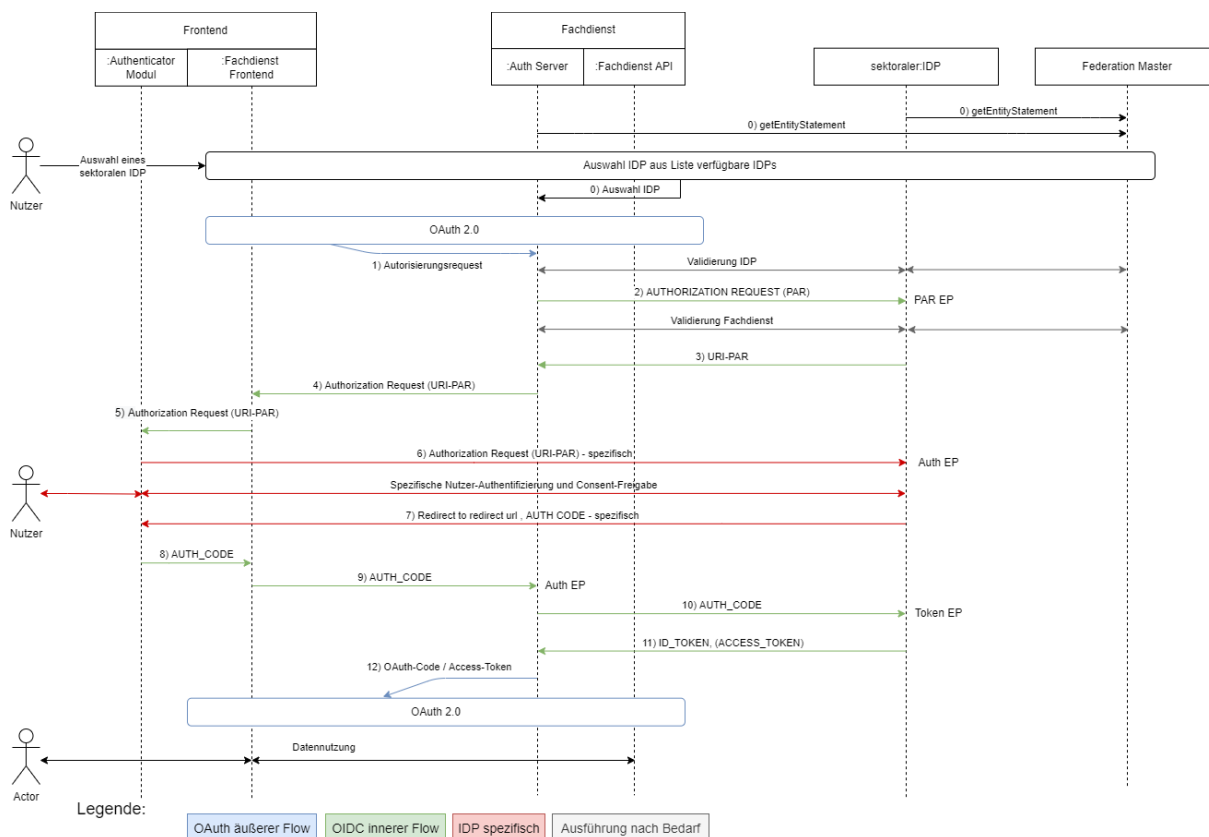 Frontend
Fachdienst
:Authenticator
Modul
:Fachdienst
Frontend
:Auth Server
:Fachdienst API
sektoraler:IDP
Federation Master
0) getEntityStatement
0) getEntityStatement
Auswahl eines
sektoralen IDP
Auswahl IDP aus Liste verfügbare IDPs
0) Auswahl IDP
Nutzer
OAuth 2.0
1) Autorisierungsrequest
Validierung IDP
2) AUTHORIZATION REQUEST (PAR)
PAR EP
Validierung Fachdienst
3) URI-PAR
4) Authorization Request (URI-PAR)
5) Authorization Request (URI-PAR)
6) Authorization Request (URI-PAR) - spezifisch
Auth EP
Spezifische Nutzer-Authentifizierung und Consent-Freigabe
7) Redirect to redirect url , AUTH CODE - spezifisch
Nutzer
8) AUTH_CODE
9) AUTH_CODE
Auth EP
10) AUTH_CODE
Token EP
11) ID_TOKEN, (ACCESS_TOKEN)
12) OAuth-Code / Access-Token
OAuth 2.0
Datennutzung
Actor
Legende:
OAuth äußerer Flow
OIDC innerer Flow
IDP spezifisch
Ausführung nach Bedarf